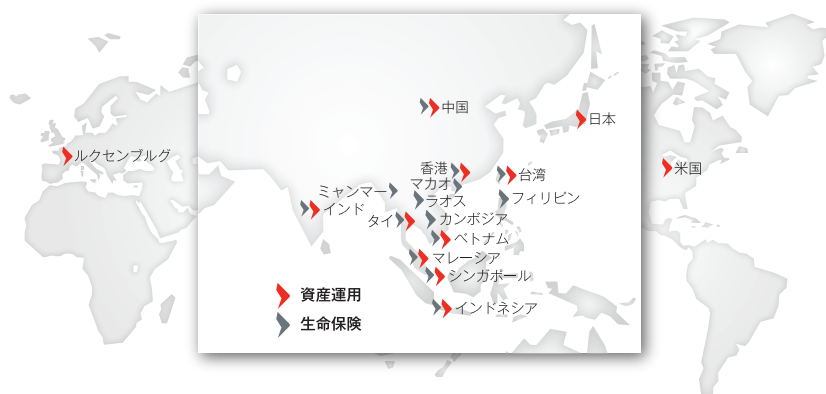 中国
日本
ルクセンブルグ
香港
台湾
米国
マカオ
ミャンマー
ラオス
フィリピン
インド
タイ
カンボジア
ベトナム
マレーシア
シンガポール
資産運用
インドネシア
生命保険